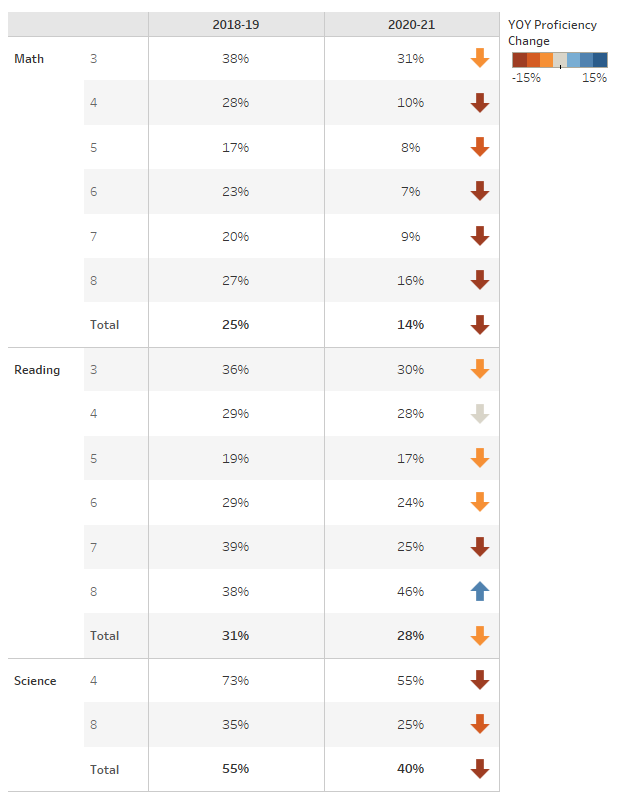 2018-19 2020-21
Math 3 38% 31%
4 28% 10%
5 17% 8%
6 23% 7%
7 20% 9%
8 27% 16%
Total 25% 14%
Reading 3 36% 30%
4 29% 28%
5 19% 17%
6 29% 24%
7 39% 25%
8 38% 46%
Total 31% 28%
Science 4 73% 55%
8 35% 25%
Total 55% 40%
YOY Proficiency
Change
-15% 15%